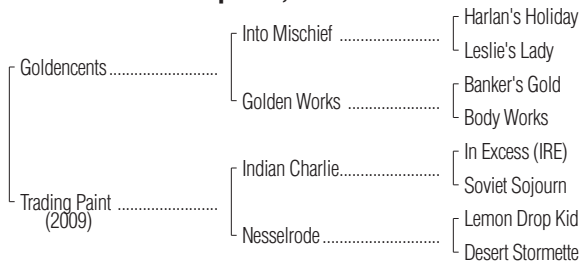 Harlan's Holiday
Into Mischief
Leslie's Lady
Goldencents
Banker's Gold
Golden Works
Body Works
In Excess (IRE)
Indian Charlie
Soviet Sojourn
Trading Paint
(2009)
Lemon Drop Kid
Nesselrode
Desert Stormette